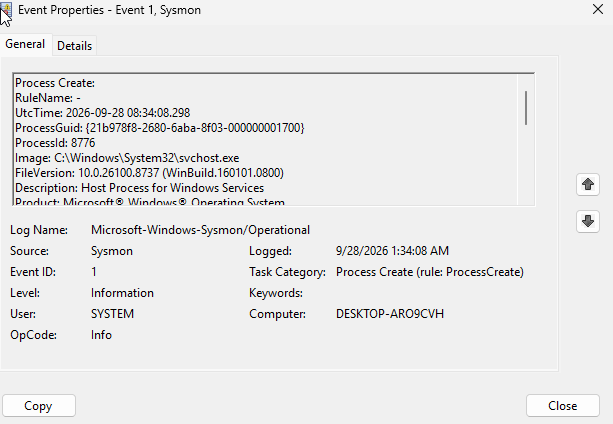 Event Properties - Event 1, Sysmon
General
Details
Process Create:
RuleName: -
UtcTime: 2026-09-28 08:34:08.298
ProcessGuid: {21b978f8-2680-6aba-8f03-000000001700}
ProcessId: 8776
Image: C:\Windows\System32\svchost.exe
FileVersion: 10.0.26100.8737 (WinBuild.160101.0800)
Description: Host Process for Windows Services
Product: Microsoft® Windows® Operating System
Log Name: Microsoft-Windows-Sysmon/Operational
Source: Sysmon Logged: 9/28/2026 1:34:08 AM
Event ID: 1 Task Category: Process Create (rule: ProcessCreate)
Level: Information Keywords:
User: SYSTEM Computer: DESKTOP-ARO9CVH
OpCode: Info
Copy
Close